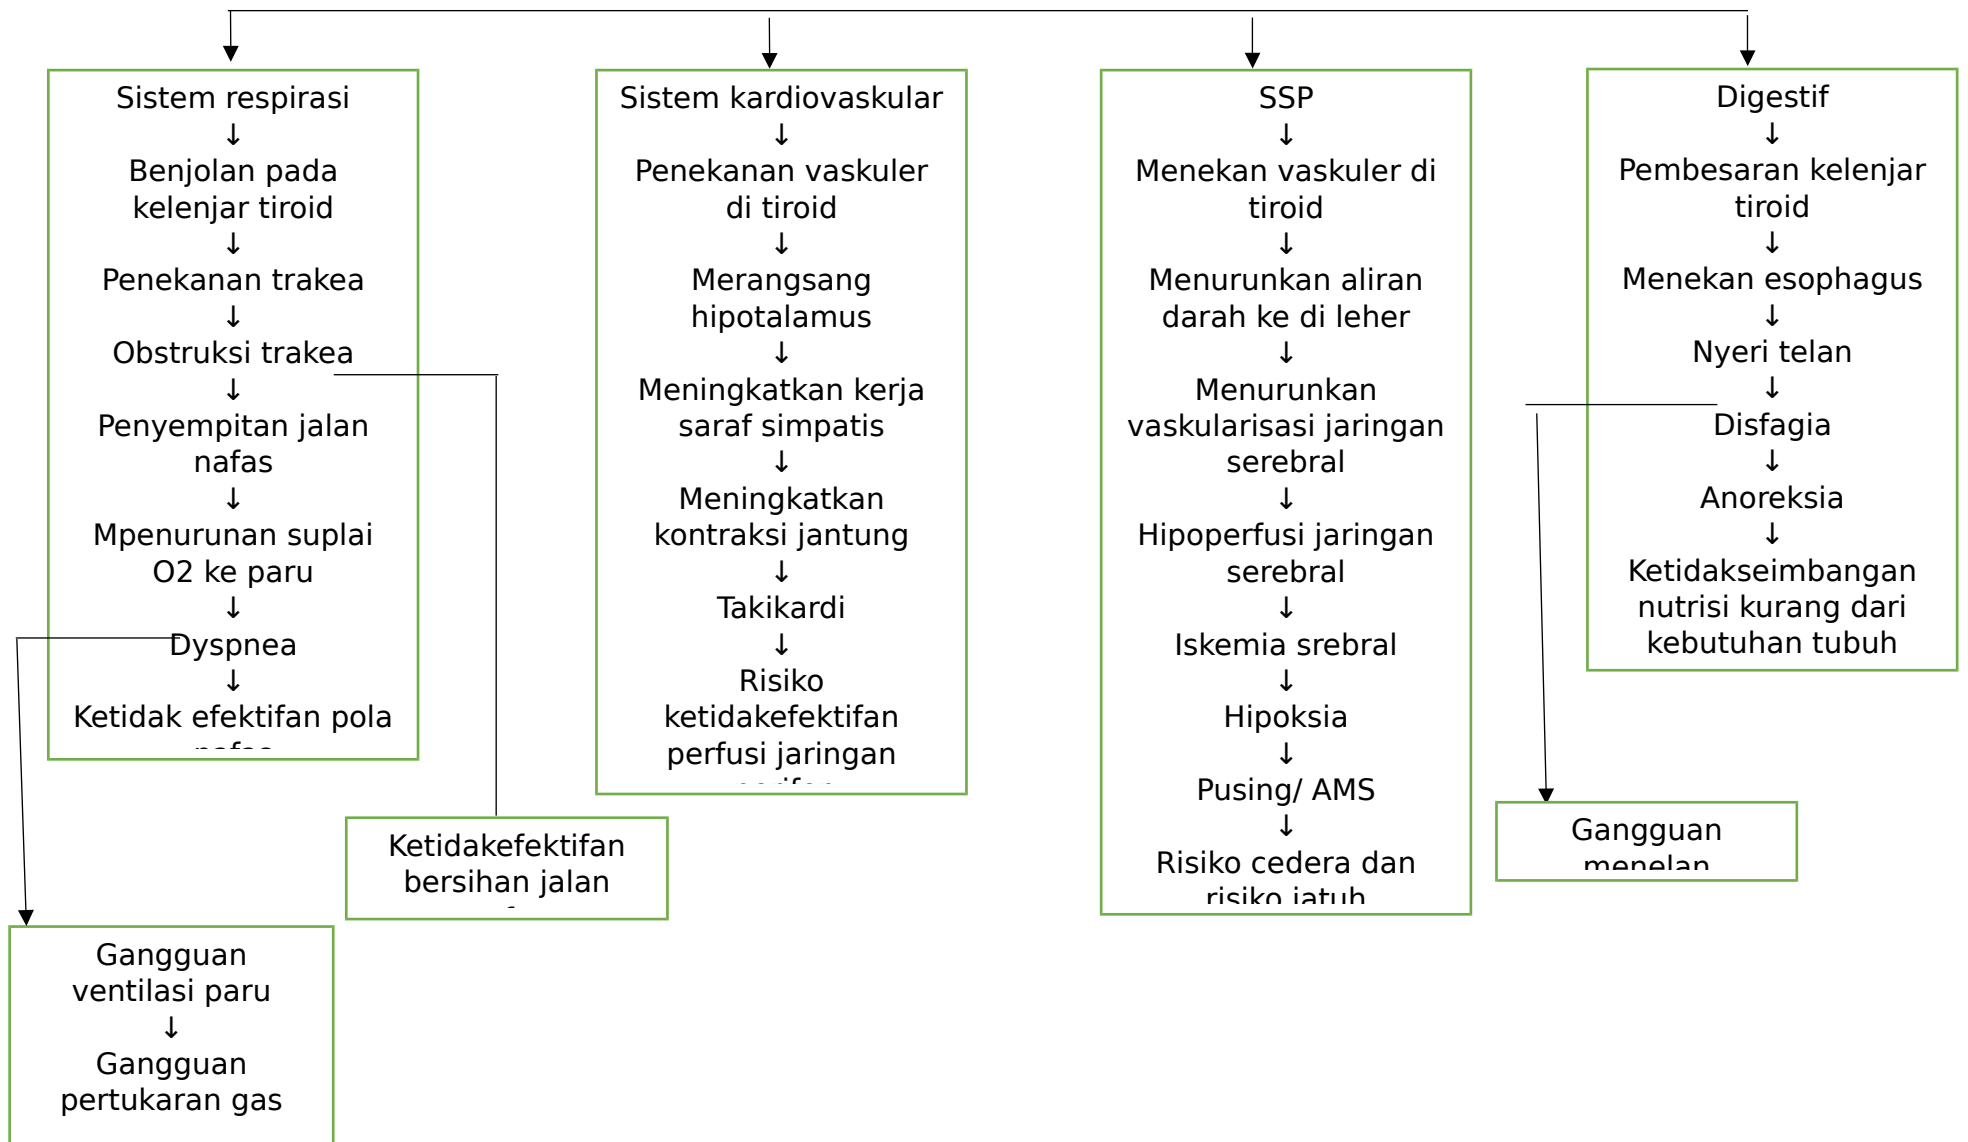 Sistem respirasi
↓
Benjolan pada
kelenjar tiroid
↓
Penekanan trakea
↓
Obstruksi trakea
↓
Penyempitan jalan
nafas
↓
Mpenurunan suplai
O2 ke paru
↓
Dyspnea
↓
Ketidak efektifan pola
nafas
Sistem kardiovaskular
↓
Penekanan vaskuler
di tiroid
↓
Merangsang
hipotalamus
↓
Meningkatkan kerja
saraf simpatis
↓
Meningkatkan
kontraksi jantung
↓
Takikardi
↓
Risiko
ketidakefektifan
perfusi jaringan
SSP
↓
Menekan vaskuler di
tiroid
↓
Menurunkan aliran
darah ke di leher
↓
Menurunkan
vaskularisasi jaringan
serebral
↓
Hipoperfusi jaringan
serebral
↓
Iskemia srebral
↓
Hipoksia
↓
Pusing/ AMS
↓
Risiko cedera dan
risiko jatuh
Digestif
↓
Pembesaran kelenjar
tiroid
↓
Menekan esophagus
↓
Nyeri telan
↓
Disfagia
↓
Anoreksia
↓
Ketidakseimbangan
nutrisi kurang dari
kebutuhan tubuh
Ketidakefektifan
bersihan jalan
Gangguan
menelan
Gangguan
ventilasi paru
↓
Gangguan
pertukaran gas